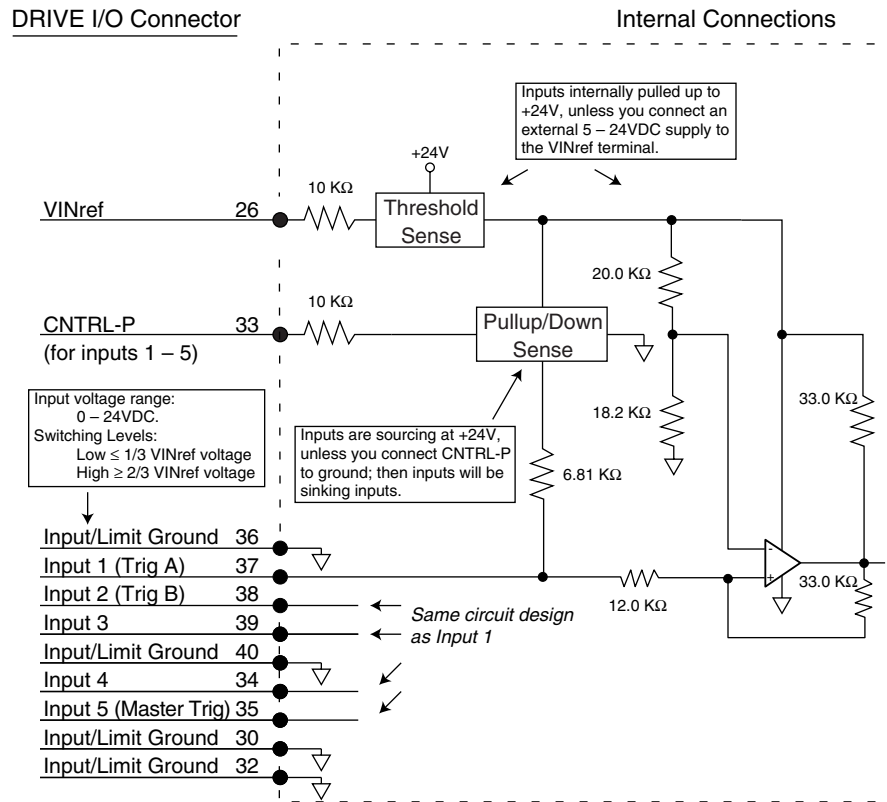 DRIVE I/O Connector
Internal Connections
Inputs internally pulled up to
+24V, unless you connect an
external 5 – 24VDC supply to
the VINref terminal.
+24V
10 KΩ
VINref 26
Threshold
Sense
20.0 KΩ
10 KΩ
CNTRL-P 33
(for inputs 1 – 5)
Pullup/Down
Sense
33.0 KΩ
18.2 KΩ
Input voltage range:
0 – 24VDC.
Switching Levels:
Low ≤ 1/3 VINref voltage
High ≥ 2/3 VINref voltage
Inputs are sourcing at +24V,
unless you connect CNTRL-P
to ground; then inputs will be
sinking inputs.
6.81 KΩ
Input/Limit Ground 36
Input 1 (Trig A) 37
Input 2 (Trig B) 38
Input 3 39
Input/Limit Ground 40
Input 4 34
Input 5 (Master Trig) 35
Input/Limit Ground 30
Input/Limit Ground 32
Same circuit design
as Input 1
12.0 KΩ
-
+
33.0 KΩ